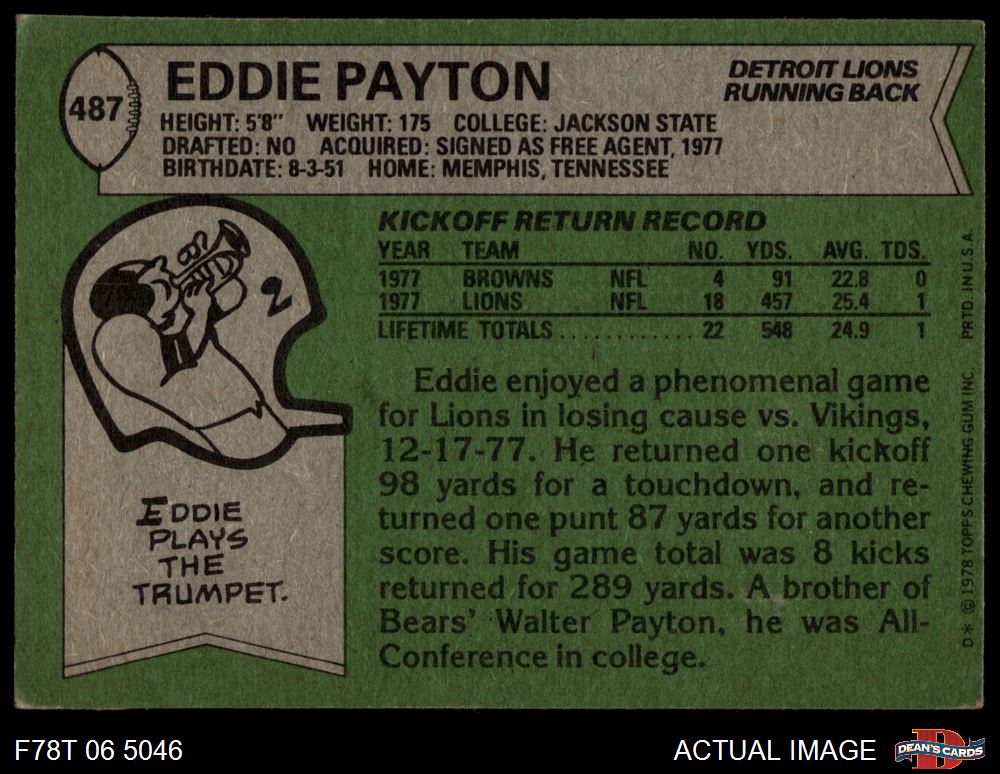 487
EDDIE PAYTON
DETROIT LIONS
RUNNING BACK
HEIGHT: 5'8" WEIGHT: 175 COLLEGE: JACKSON STATE
DRAFTED: NO ACQUIRED: SIGNED AS FREE AGENT, 1977
BIRTHDATE: 8-3-51 HOME: MEMPHIS, TENNESSEE
KICKOFF RETURN RECORD
YEAR TEAM NO. YDS. AVG. TDS.
1977 BROWNS NFL 4 91 22.8 0
1977 LIONS NFL 18 457 25.4 1
LIFETIME TOTALS ............ 22 548 24.9 1
Eddie enjoyed a phenomenal game
for Lions in losing cause vs. Vikings,
12-17-77. He returned one kickoff
98 yards for a touchdown, and re-
turned one punt 87 yards for another
score. His game total was 8 kicks
returned for 289 yards. A brother of
Bears' Walter Payton, he was All-
Conference in college.
2
EDDIE
PLAYS
THE
TRUMPET.
D* © 1978 TOPPS CHEWING GUM INC. PRTD. IN U.S.A.
F78T 06 5046
ACTUAL IMAGE
D
DEAN'S CARDS